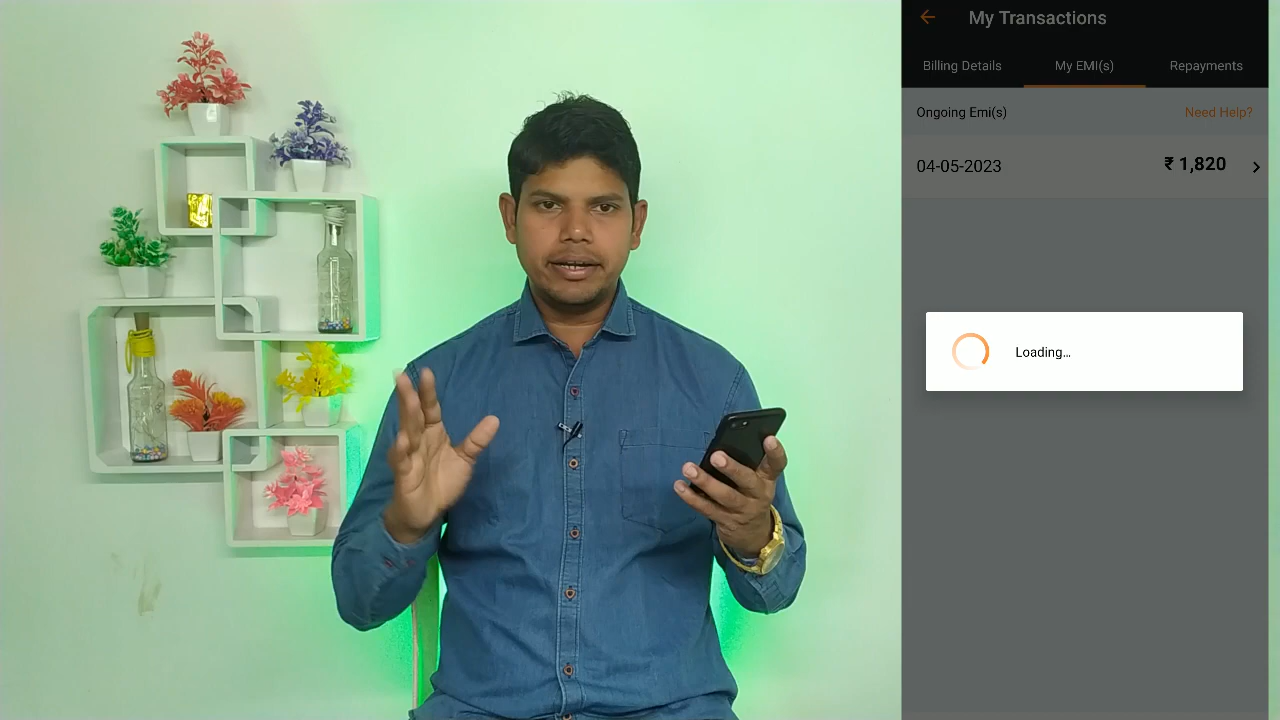 My Transactions
Billing Details My EMI(s) Repayments
Ongoing Emi(s) Need Help?
04-05-2023 ₹ 1,820
Loading...